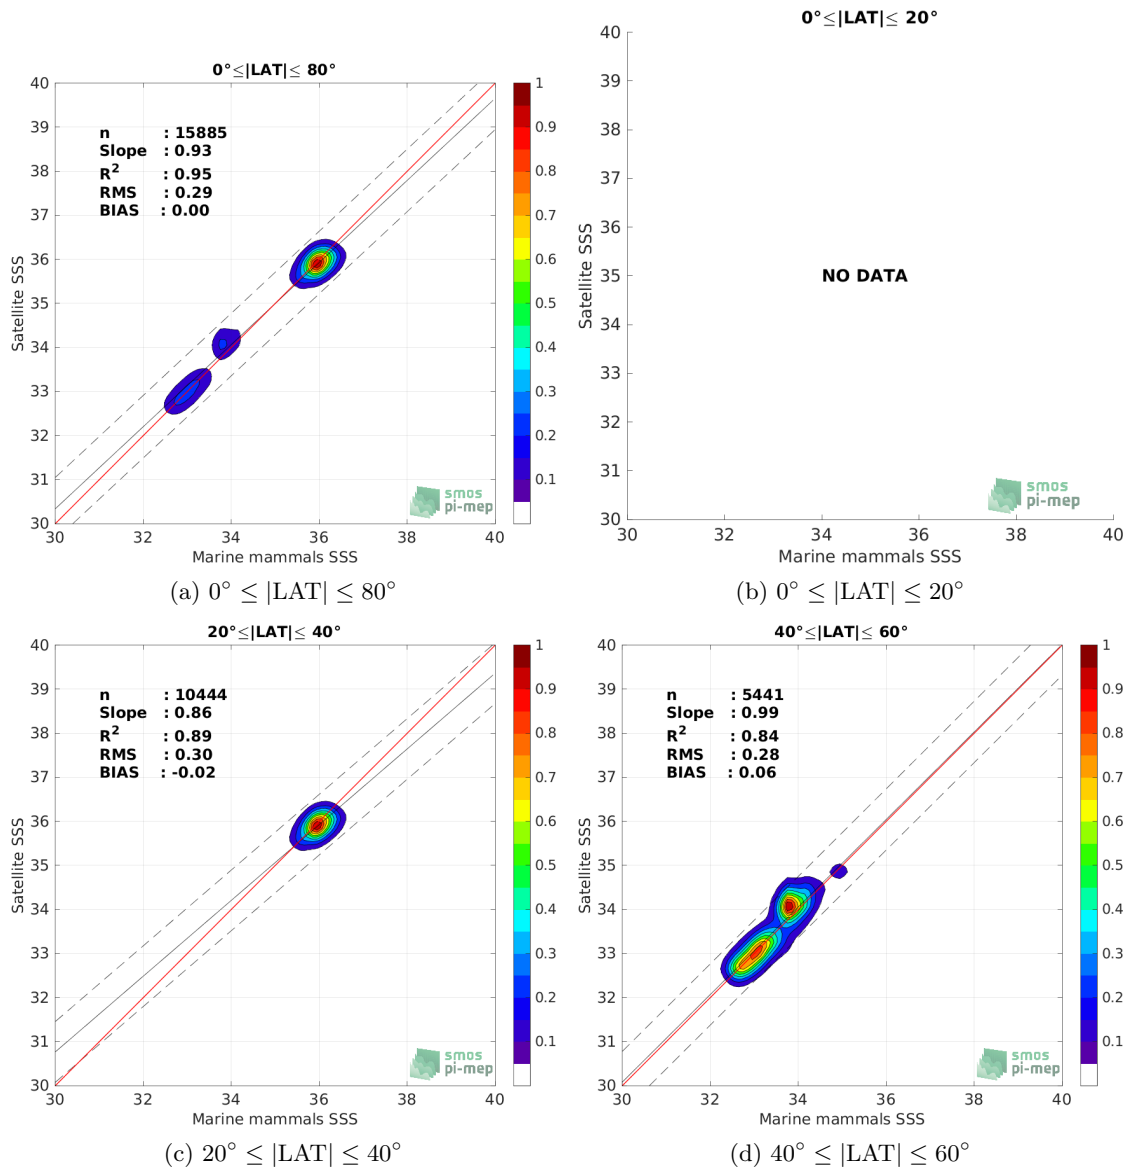 0°≤|LAT|≤ 80°
n : 15885
Slope : 0.93
R² : 0.95
RMS : 0.29
BIAS : 0.00
40
39
38
37
36
35
34
33
32
31
30
30 32 34 36 38 40
Satellite SSS
Marine mammals SSS
smos
pi-mep
1
0.9
0.8
0.7
0.6
0.5
0.4
0.3
0.2
0.1
(a) 0° ≤ |LAT| ≤ 80°
0°≤|LAT|≤ 20°
40
39
38
37
36
35
34
33
32
31
30
30 32 34 36 38 40
Satellite SSS
NO DATA
Marine mammals SSS
smos
pi-mep
(b) 0° ≤ |LAT| ≤ 20°
20°≤|LAT|≤ 40°
n : 10444
Slope : 0.86
R² : 0.89
RMS : 0.30
BIAS : -0.02
40
39
38
37
36
35
34
33
32
31
30
30 32 34 36 38 40
Satellite SSS
Marine mammals SSS
smos
pi-mep
1
0.9
0.8
0.7
0.6
0.5
0.4
0.3
0.2
0.1
(c) 20° ≤ |LAT| ≤ 40°
40°≤|LAT|≤ 60°
n : 5441
Slope : 0.99
R² : 0.84
RMS : 0.28
BIAS : 0.06
40
39
38
37
36
35
34
33
32
31
30
30 32 34 36 38 40
Satellite SSS
Marine mammals SSS
smos
pi-mep
1
0.9
0.8
0.7
0.6
0.5
0.4
0.3
0.2
0.1
(d) 40° ≤ |LAT| ≤ 60°